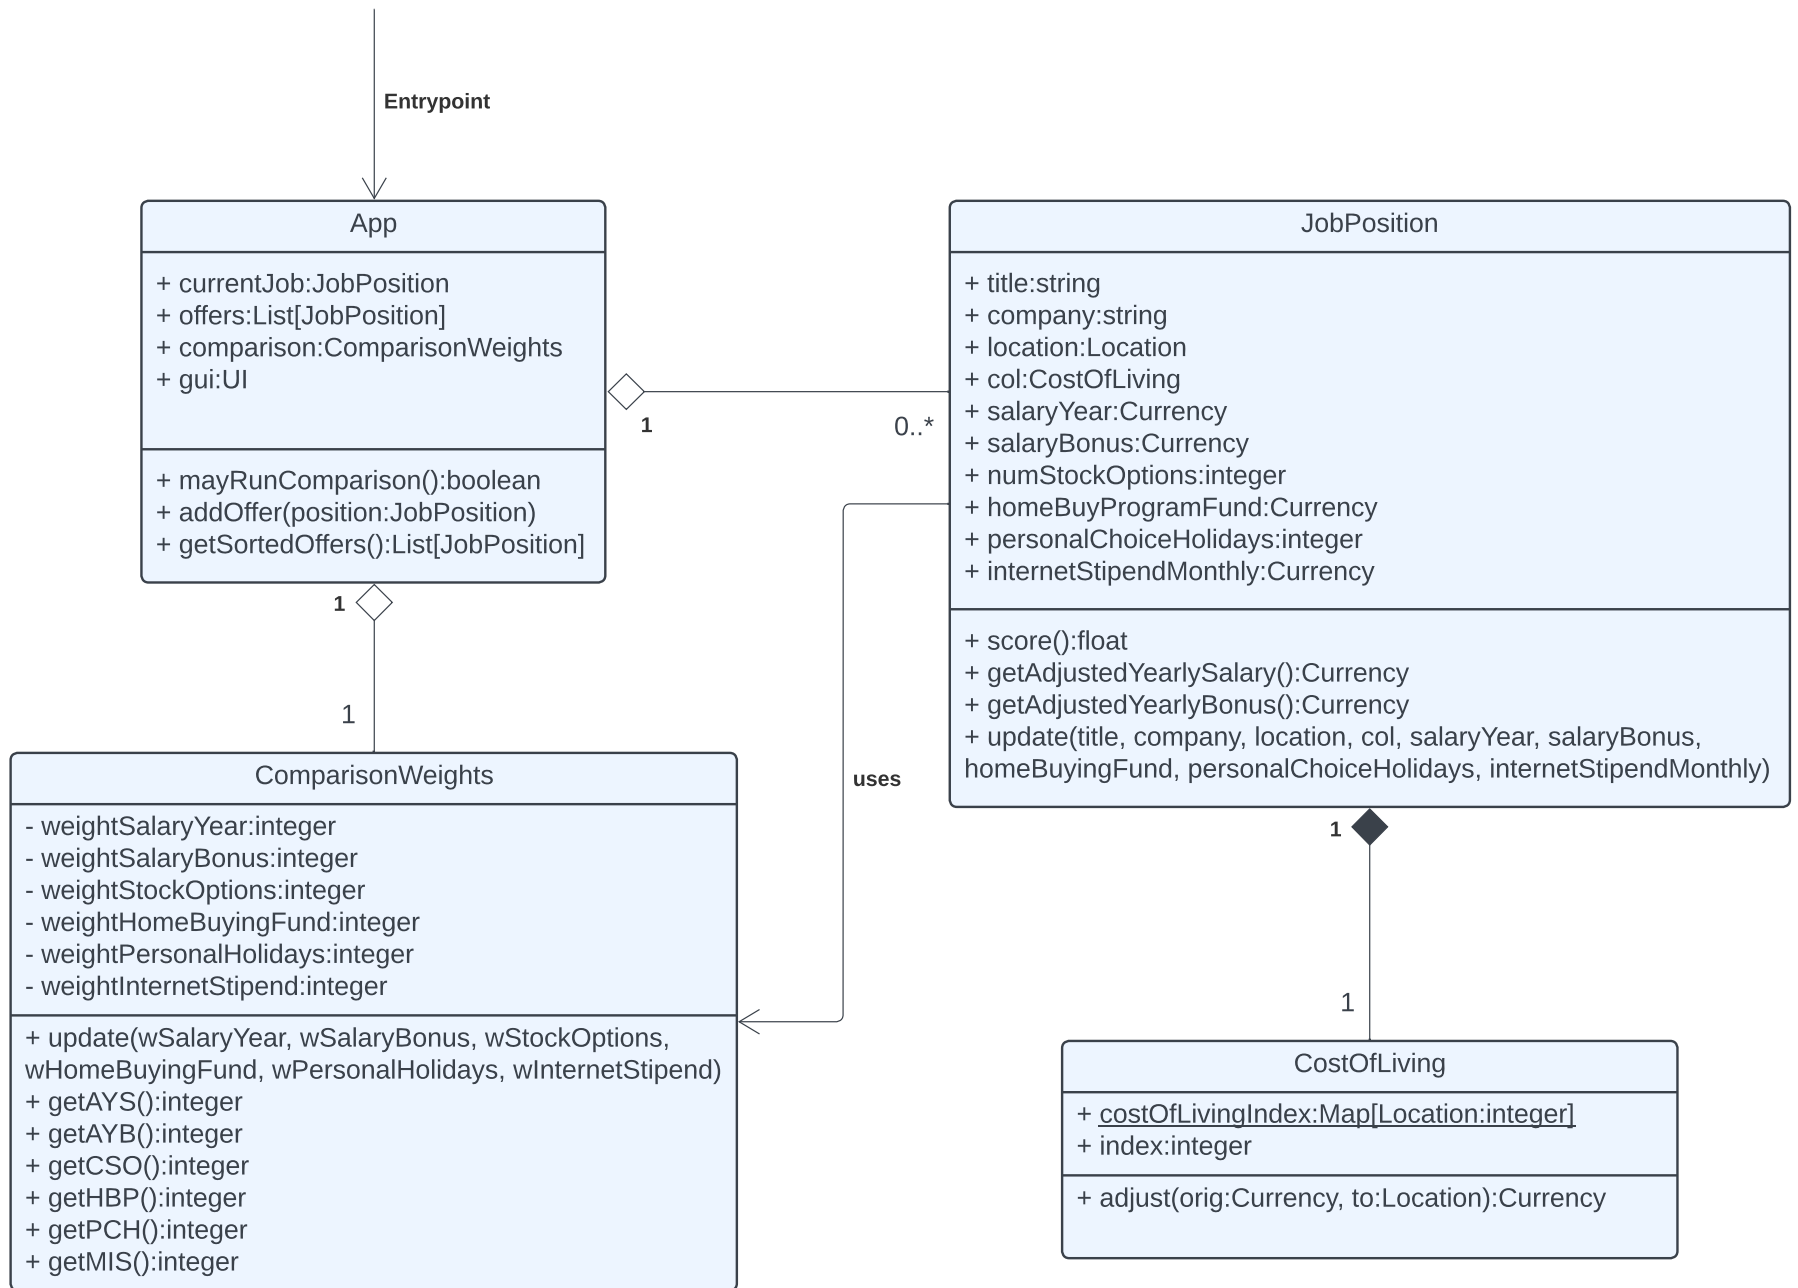 Entrypoint
App
+ currentJob:JobPosition
+ offers:List[JobPosition]
+ comparison:ComparisonWeights
+ gui:UI
+ mayRunComparison():boolean
+ addOffer(position:JobPosition)
+ getSortedOffers():List[JobPosition]
1
0..*
1
1
uses
JobPosition
+ title:string
+ company:string
+ location:Location
+ col:CostOfLiving
+ salaryYear:Currency
+ salaryBonus:Currency
+ numStockOptions:integer
+ homeBuyProgramFund:Currency
+ personalChoiceHolidays:integer
+ internetStipendMonthly:Currency
+ score():float
+ getAdjustedYearlySalary():Currency
+ getAdjustedYearlyBonus():Currency
+ update(title, company, location, col, salaryYear, salaryBonus,
homeBuyingFund, personalChoiceHolidays, internetStipendMonthly)
1
1
ComparisonWeights
- weightSalaryYear:integer
- weightSalaryBonus:integer
- weightStockOptions:integer
- weightHomeBuyingFund:integer
- weightPersonalHolidays:integer
- weightInternetStipend:integer
+ update(wSalaryYear, wSalaryBonus, wStockOptions,
wHomeBuyingFund, wPersonalHolidays, wInternetStipend)
+ getAYS():integer
+ getAYB():integer
+ getCSO():integer
+ getHBP():integer
+ getPCH():integer
+ getMIS():integer
CostOfLiving
+ costOfLivingIndex:Map[Location:integer]
+ index:integer
+ adjust(orig:Currency, to:Location):Currency